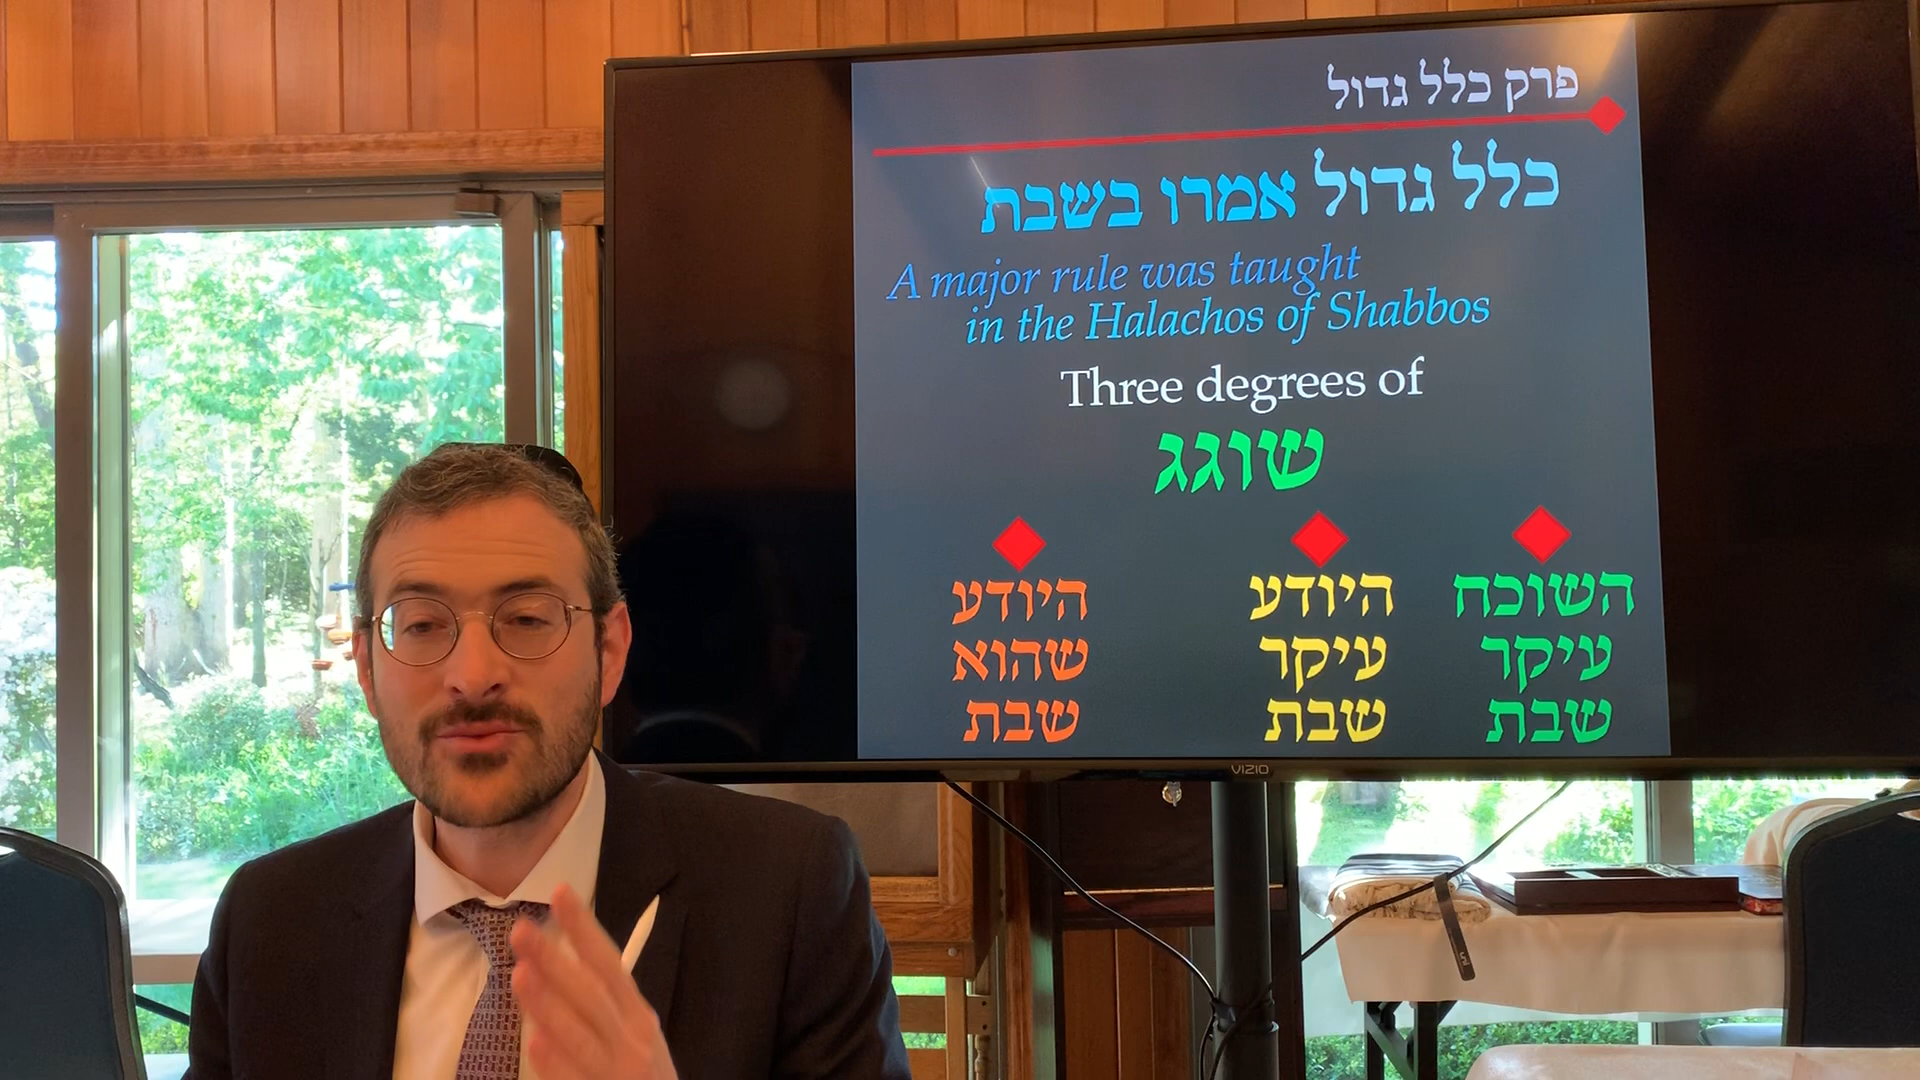 פרק כלל גדול
כלל גדול אמרו בשבת
A major rule was taught
in the Halachos of Shabbos
Three degrees of
שוגג
השוכח
עיקר
שבת
היודע
עיקר
שבת
היודע
שהוא
שבת
VIZIO